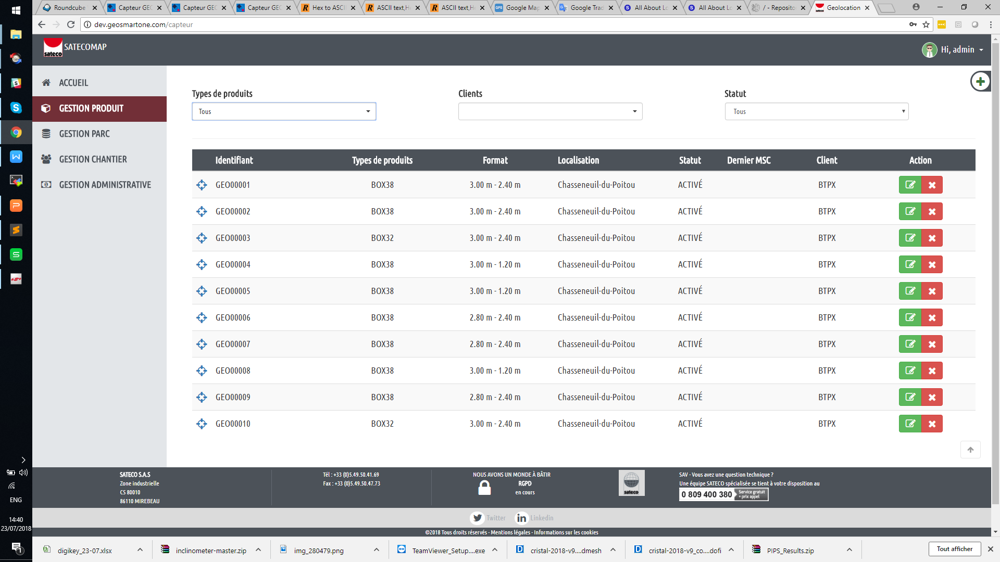 Roundcube
Capteur GEO
Capteur GEO
Capteur GEO
Hex to ASCI
ASCII text,He
ASCII text,He
Google Map
Google Trad
All About Lo
All About Lo
/ - Reposito
Geolocation
dev.geosmartone.com/capteur
sateco
SATECOMAP
Hi, admin
ACCUEIL
GESTION PRODUIT
GESTION PARC
GESTION CHANTIER
GESTION ADMINISTRATIVE
Types de produits
Clients
Statut
Tous
Tous
Identifiant Types de produits Format Localisation Statut Dernier MSC Client Action
GEO00001 BOX38 3.00 m - 2.40 m Chasseneuil-du-Poitou ACTIVÉ BTPX
GEO00002 BOX38 3.00 m - 2.40 m Chasseneuil-du-Poitou ACTIVÉ BTPX
GEO00003 BOX32 3.00 m - 2.40 m Chasseneuil-du-Poitou ACTIVÉ BTPX
GEO00004 BOX38 3.00 m - 1.20 m Chasseneuil-du-Poitou ACTIVÉ BTPX
GEO00005 BOX38 3.00 m - 1.20 m Chasseneuil-du-Poitou ACTIVÉ BTPX
GEO00006 BOX38 2.80 m - 2.40 m Chasseneuil-du-Poitou ACTIVÉ BTPX
GEO00007 BOX38 2.80 m - 2.40 m Chasseneuil-du-Poitou ACTIVÉ BTPX
GEO00008 BOX38 3.00 m - 1.20 m Chasseneuil-du-Poitou ACTIVÉ BTPX
GEO00009 BOX38 2.80 m - 2.40 m Chasseneuil-du-Poitou ACTIVÉ BTPX
GEO00010 BOX32 3.00 m - 2.40 m Chasseneuil-du-Poitou ACTIVÉ BTPX
SATECO S.A.S
Zone industrielle
CS 80010
86110 MIREBEAU
Tél : +33 (0)5.49.50.41.69
Fax : +33 (0)5.49.50.47.73
NOUS AVONS UN MONDE À BÂTIR
RGPD
en cours
sateco
SAV - Vous avez une question technique ?
Une équipe SATECO spécialisée se tient à votre disposition au
0 809 400 380 Service gratuit
+ prix appel
Twitter
Linkedin
©2018 Tous droits réservés - Mentions légales - Informations sur les cookies
ENG
14:40
23/07/2018
1
digikey_23-07.xlsx
inclinometer-master.zip
img_280479.png
TeamViewer_Setup....exe
cristal-2018-v9....dmesh
cristal-2018-v9_co....dofi
PIPS_Results.zip
Tout afficher